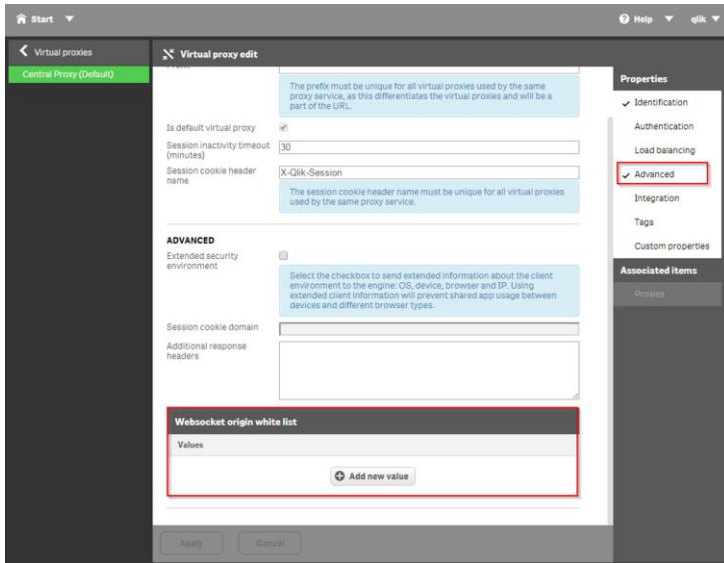 Start
Help
qlik
Virtual proxies
Virtual proxy edit
Central Proxy (Default)
The prefix must be unique for all virtual proxies used by the same
proxy service, as this differentiates the virtual proxies and will be a
part of the URL.
Is default virtual proxy
Session inactivity timeout
(minutes)
30
Session cookie header
name
X-Qlik-Session
The session cookie header name must be unique for all virtual proxies
used by the same proxy service.
ADVANCED
Extended security
environment
Select the checkbox to send extended information about the client
environment to the engine: OS, device, browser and IP. Using
extended client information will prevent shared app usage between
devices and different browser types.
Session cookie domain
Additional response
headers
Websocket origin white list
Values
Add new value
Apply
Cancel
Properties
Identification
Authentication
Load balancing
Advanced
Integration
Tags
Custom properties
Associated items
Proxies